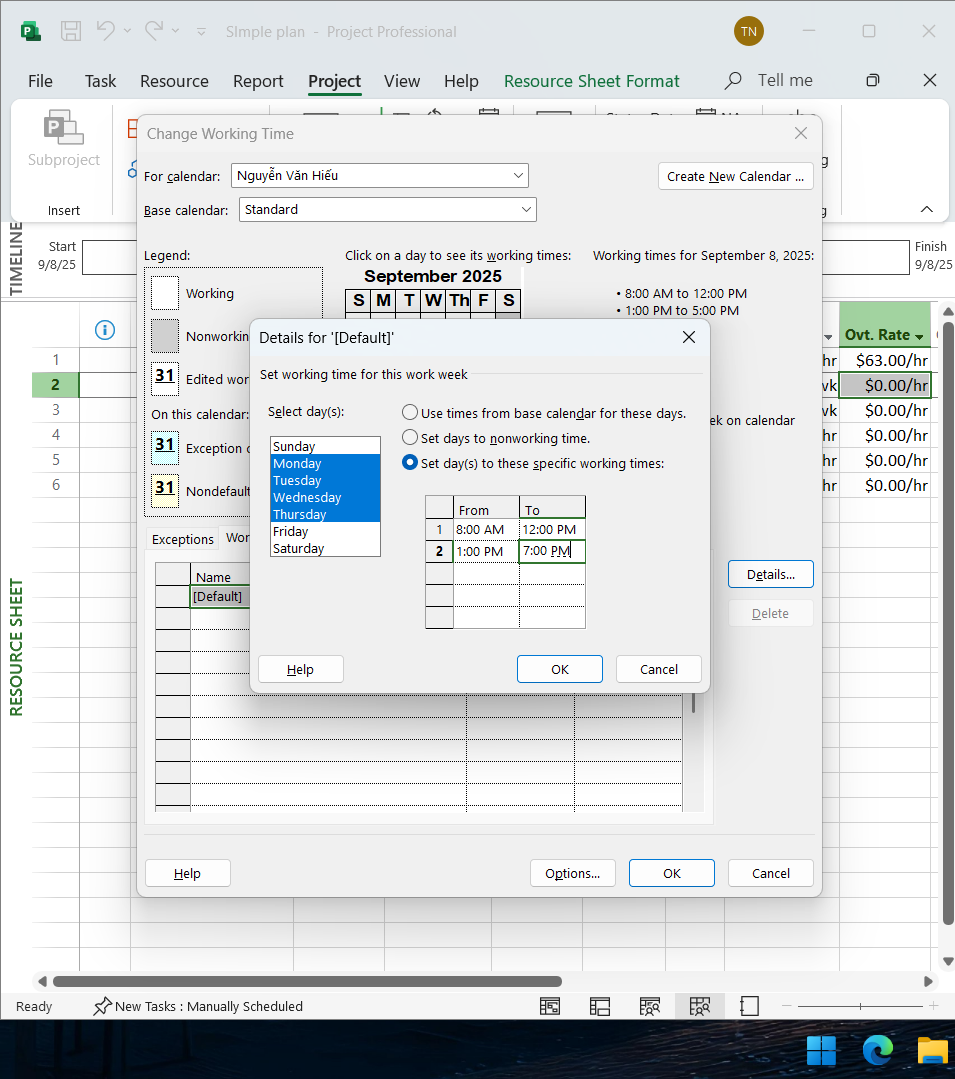 SImple plan - Project Professional
TN
File Task Resource Report Project View Help Resource Sheet Format Tell me
Subproject
Insert
Change Working Time
For calendar: Nguyễn Văn Hiếu
Create New Calendar ...
Base calendar: Standard
TIMELINE
Start
9/8/25
Finish
9/8/25
Legend:
Working
Nonworkin
31 Edited wor
On this calendar:
31 Exception
31 Nondefault
Click on a day to see its working times:
September 2025
S M T W Th F S
Working times for September 8, 2025:
• 8:00 AM to 12:00 PM
• 1:00 PM to 5:00 PM
ek on calendar
Details for '[Default]'
Set working time for this work week
Select day(s):
Sunday
Monday
Tuesday
Wednesday
Thursday
Friday
Saturday
Use times from base calendar for these days.
Set days to nonworking time.
Set day(s) to these specific working times:
From To
1 8:00 AM 12:00 PM
2 1:00 PM 7:00 PM
Help
OK
Cancel
Exceptions Wor
Name
[Default]
Details...
Delete
Help
Options...
OK
Cancel
RESOURCE SHEET
Ovt. Rate
1 hr $63.00/hr
2 vk $0.00/hr
3 vk $0.00/hr
4 hr $0.00/hr
5 hr $0.00/hr
6 hr $0.00/hr
Ready
New Tasks : Manually Scheduled